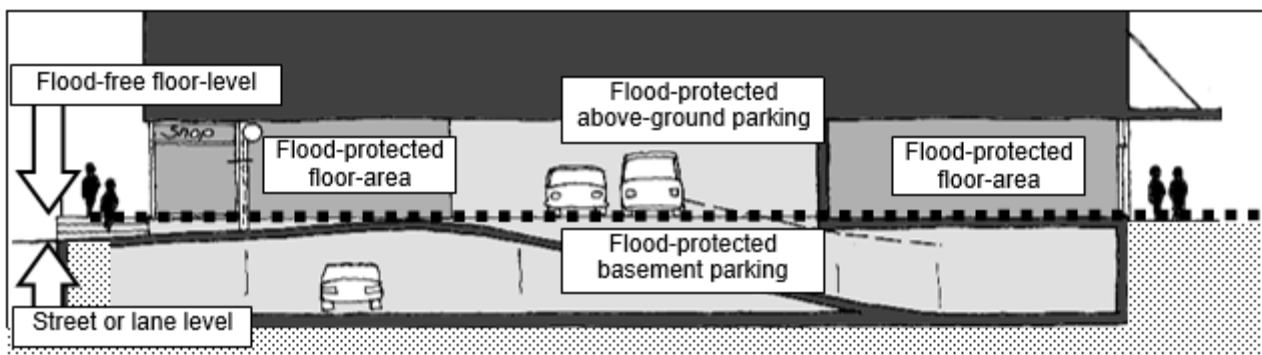 Flood-free floor-level
Flood-protected
above-ground parking
Shop
Flood-protected
floor-area
Flood-protected
floor-area
Flood-protected
basement parking
Street or lane level